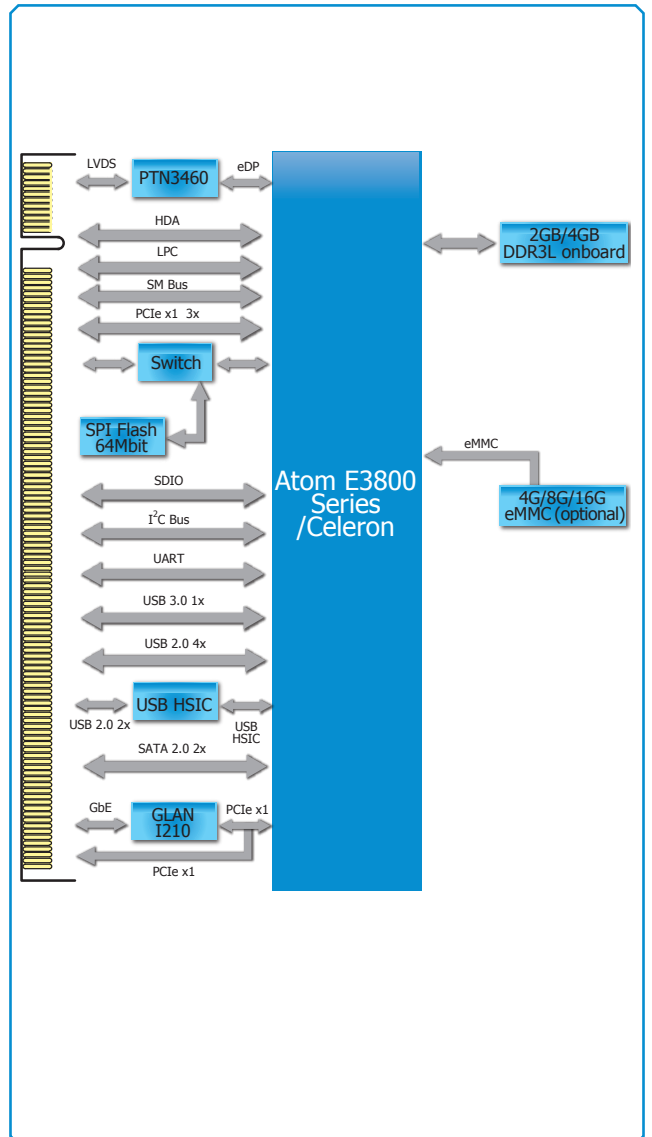 LVDS
PTN3460
eDP
HDA
LPC
SM Bus
PCIe x1 3x
Switch
SPI Flash
64Mbit
SDIO
I²C Bus
UART
USB 3.0 1x
USB 2.0 4x
USB HSIC
USB 2.0 2x
USB
HSIC
SATA 2.0 2x
GbE
GLAN
I210
PCIe x1
PCIe x1
Atom E3800
Series
/Celeron
2GB/4GB
DDR3L onboard
eMMC
4G/8G/16G
eMMC (optional)